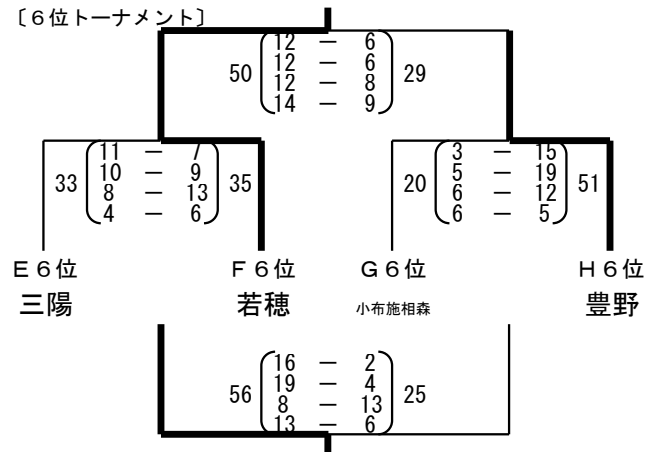 〔６位トーナメント〕
12 － 6
12 － 6
50 12 － 8 29
14 － 9
11 － 7 3 － 15
10 － 9 5 － 19
33 8 － 13 35 20 6 － 12 51
4 － 6 6 － 5
Ｅ６位 Ｆ６位 Ｇ６位 Ｈ６位
三陽 若穂 小布施相森 豊野
16 － 2
19 － 4
56 8 － 13 25
13 － 6